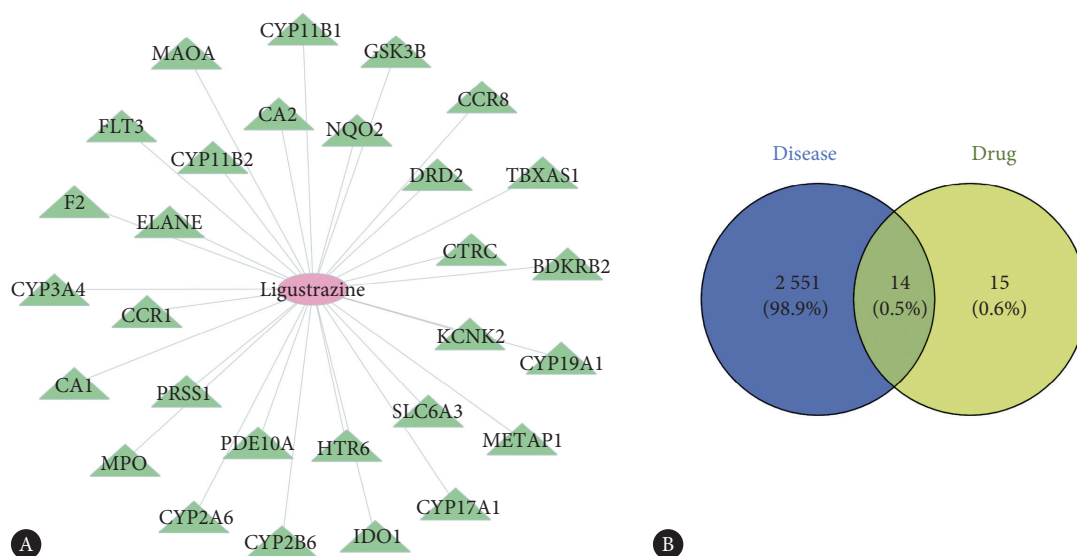 CYP11B1
MAOA
GSK3B
CCR8
CA2
FLT3
NQO2
CYP11B2
DRD2
TBXAS1
F2
ELANE
CTRC
BDKRB2
CYP3A4
Ligustrazine
CCR1
KCNK2
CYP19A1
CA1
PRSS1
SLC6A3
PDE10A
HTR6
METAP1
MPO
CYP17A1
CYP2A6
CYP2B6
IDO1
A
Disease
Drug
2 551
(98.9%)
14
(0.5%)
15
(0.6%)
B